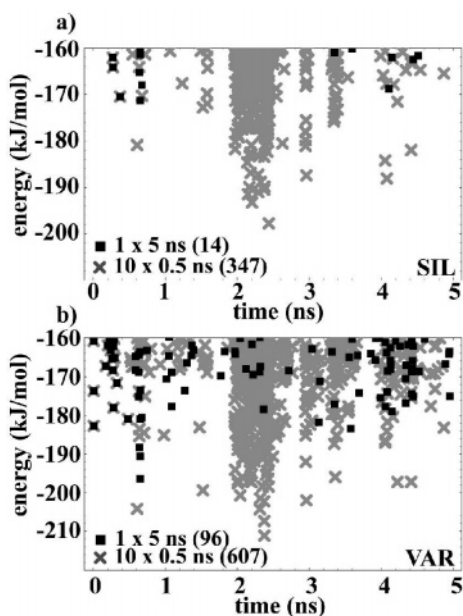 a)
-160
-170
-180
-190
-200
energy (kJ/mol)
1 x 5 ns (14)
10 x 0.5 ns (347)
SIL
0 1 2 3 4 5
time (ns)
b)
-160
-170
-180
-190
-200
-210
energy (kJ/mol)
1 x 5 ns (96)
10 x 0.5 ns (607)
VAR
0 1 2 3 4 5
time (ns)